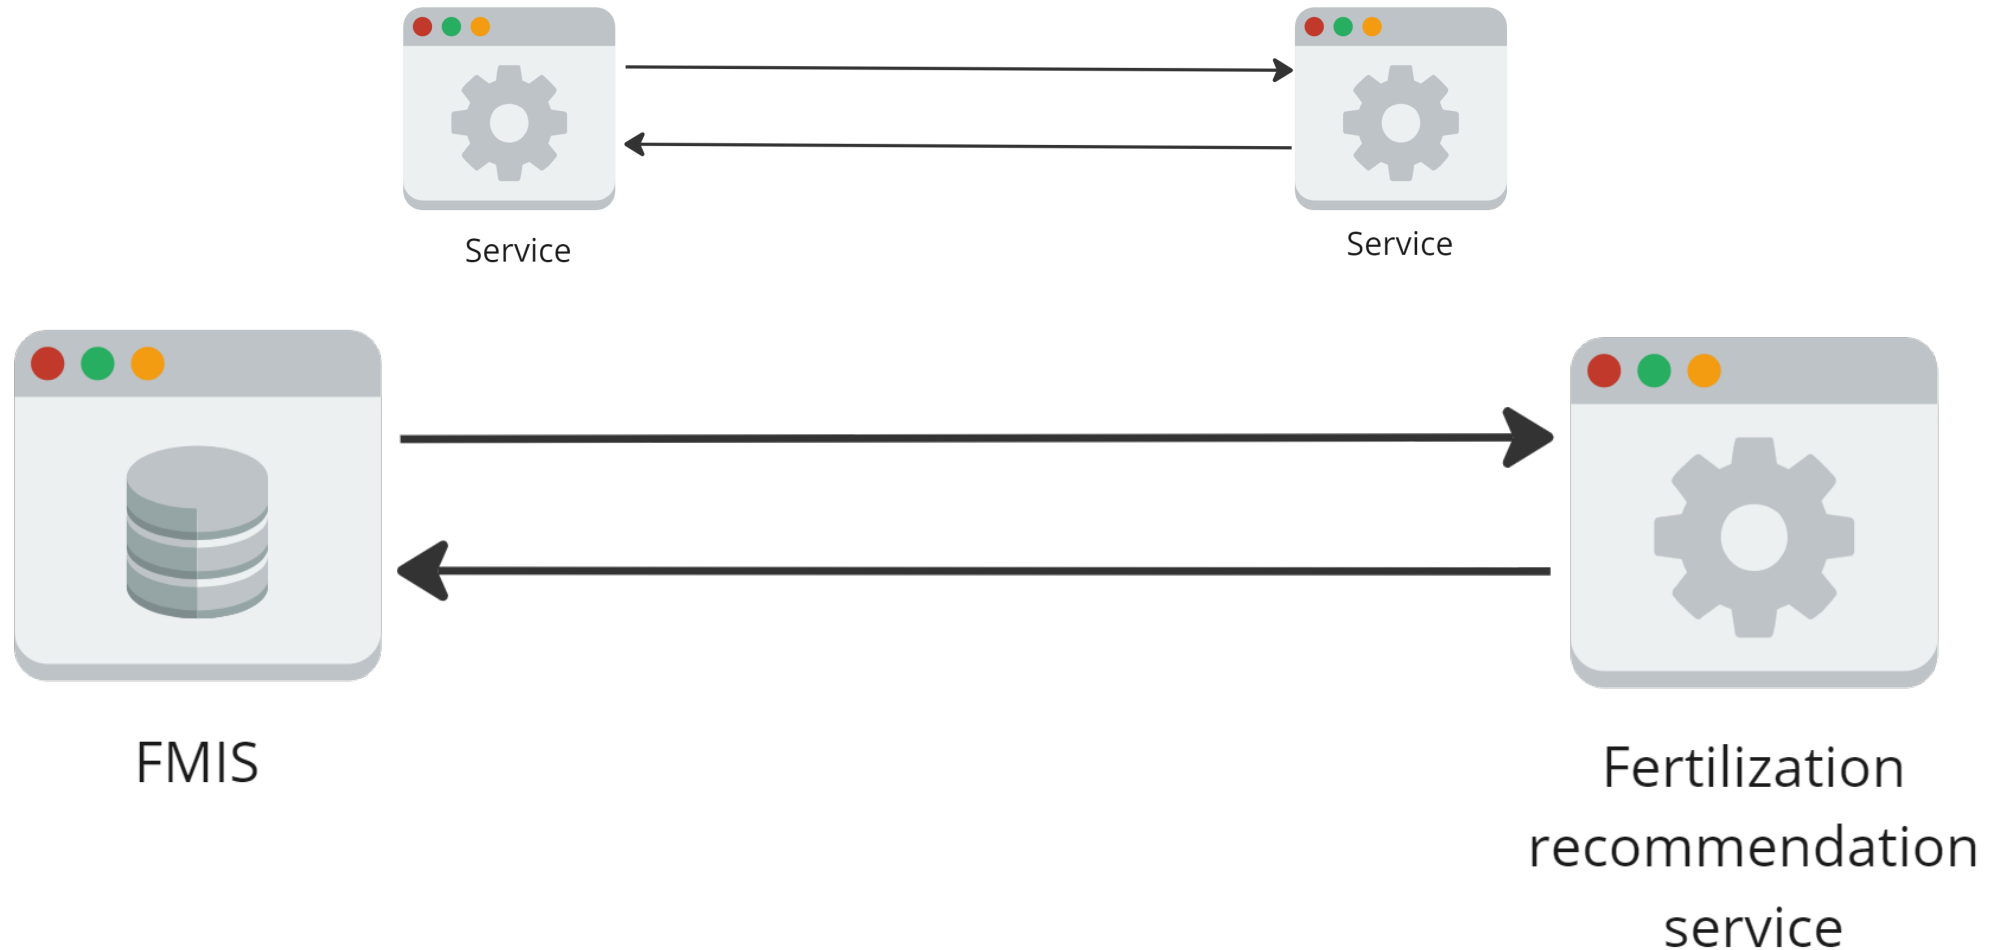 Service
Service
FMIS
Fertilization
recommendation
service